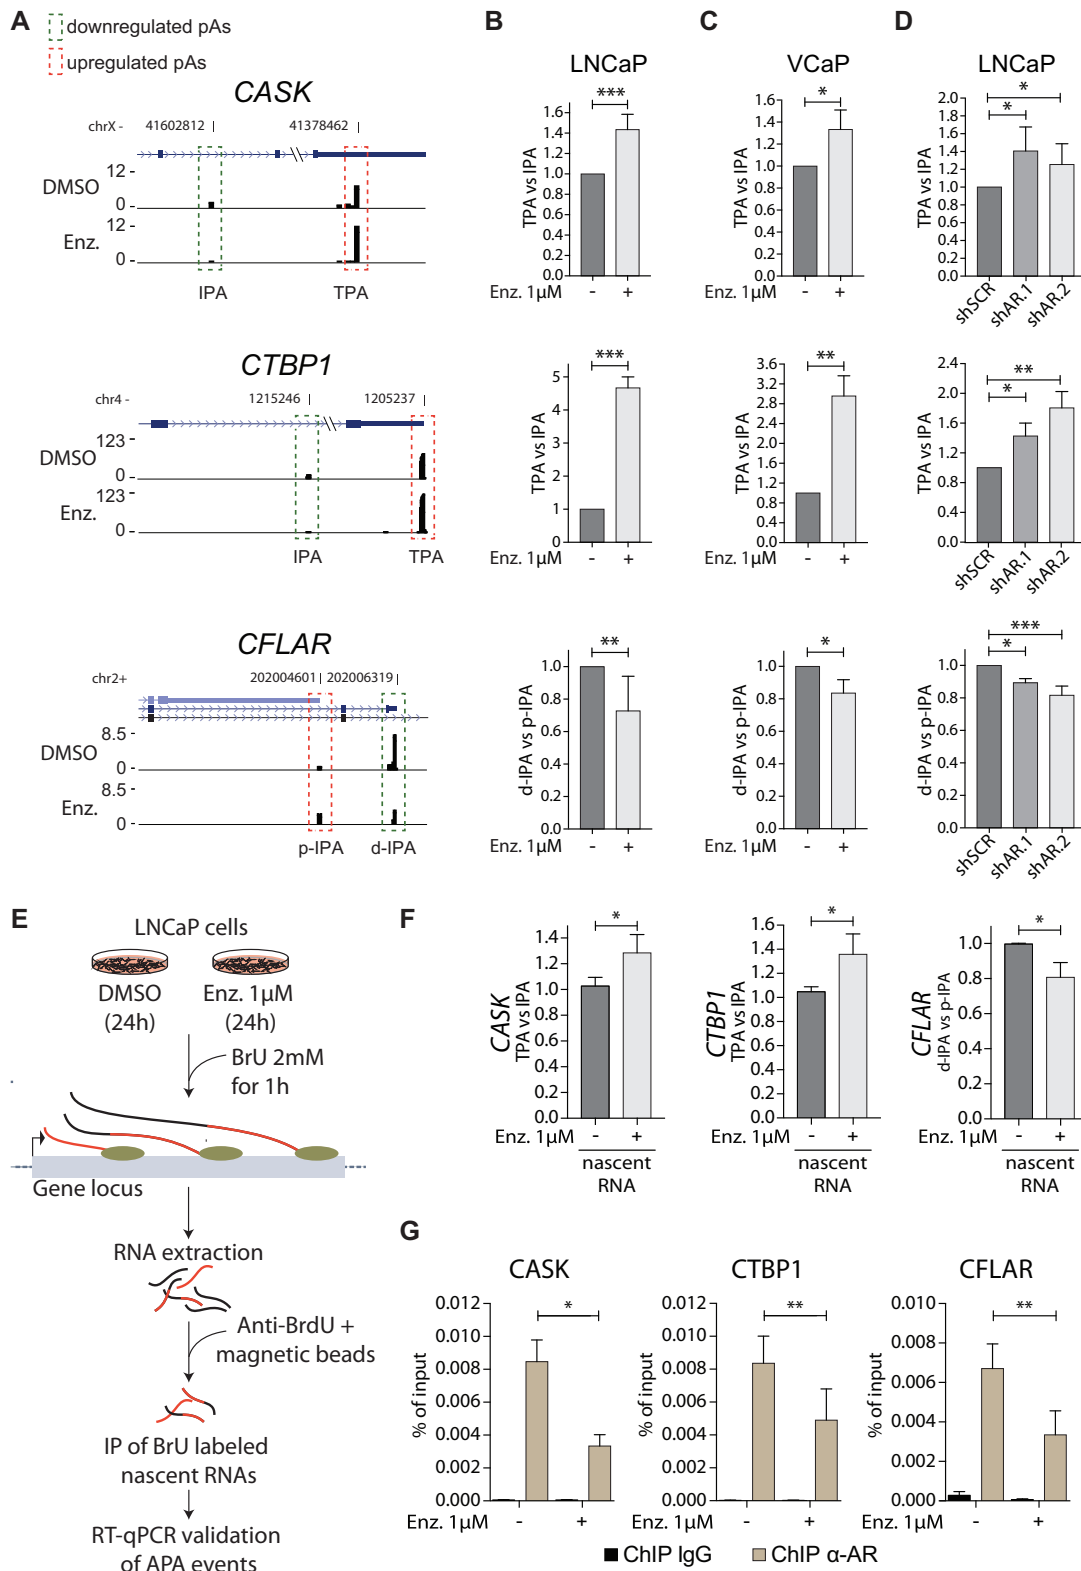 A
downregulated pAs
upregulated pAs
CASK
chrX - 41602812 41378462
12 -
DMSO
0 -
12 -
Enz.
0 -
IPA TPA
CTBP1
chr4 - 1215246 1205237
123 -
DMSO
0 -
123 -
Enz.
0 -
IPA TPA
CFLAR
chr2+ 202004601 202006319
8.5 -
DMSO
0 -
8.5 -
Enz.
0 -
p-IPA d-IPA
B
LNCaP
***
TPA vs IPA
1.6
1.4
1.2
1.0
0.8
0.6
0.4
0.2
0.0
Enz. 1µM - +
***
TPA vs IPA
5
4
3
2
1
0
Enz. 1µM - +
**
d-IPA vs p-IPA
1.0
0.8
0.6
0.4
0.2
0.0
Enz. 1µM - +
C
VCaP
*
TPA vs IPA
1.6
1.4
1.2
1.0
0.8
0.6
0.4
0.2
0.0
Enz. 1µM - +
**
TPA vs IPA
3.6
3.2
2.8
2.4
2.0
1.6
1.2
0.8
0.4
0.0
Enz. 1µM - +
*
d-IPA vs p-IPA
1.0
0.8
0.6
0.4
0.2
0.0
Enz. 1µM - +
D
LNCaP
*
*
TPA vs IPA
2.0
1.8
1.6
1.4
1.2
1.0
0.8
0.6
0.4
0.2
0.0
shSCR shAR.1 shAR.2
**
*
TPA vs IPA
2.4
2.0
1.6
1.2
0.8
0.4
0.0
shSCR shAR.1 shAR.2
***
*
d-IPA vs p-IPA
1.0
0.8
0.6
0.4
0.2
0.0
shSCR shAR.1 shAR.2
E
LNCaP cells
DMSO Enz. 1µM
(24h) (24h)
BrU 2mM
for 1h
Gene locus
RNA extraction
Anti-BrdU +
magnetic beads
IP of BrU labeled
nascent RNAs
RT-qPCR validation
of APA events
F
*
CASK
TPA vs IPA
1.4
1.2
1.0
0.8
0.6
0.4
0.2
0.0
Enz. 1µM - +
nascent
RNA
*
CTBP1
TPA vs IPA
1.6
1.4
1.2
1.0
0.8
0.6
0.4
0.2
0.0
Enz. 1µM - +
nascent
RNA
*
CFLAR
d-IPA vs p-IPA
1.0
0.8
0.6
0.4
0.2
0.0
Enz. 1µM - +
nascent
RNA
G
CASK
*
% of input
0.012
0.010
0.008
0.006
0.004
0.002
0.000
Enz. 1µM - +
CTBP1
**
% of input
0.012
0.010
0.008
0.006
0.004
0.002
0.000
- +
CFLAR
**
% of input
0.010
0.008
0.006
0.004
0.002
0.000
Enz. 1µM - +
ChIP IgG ChIP α-AR